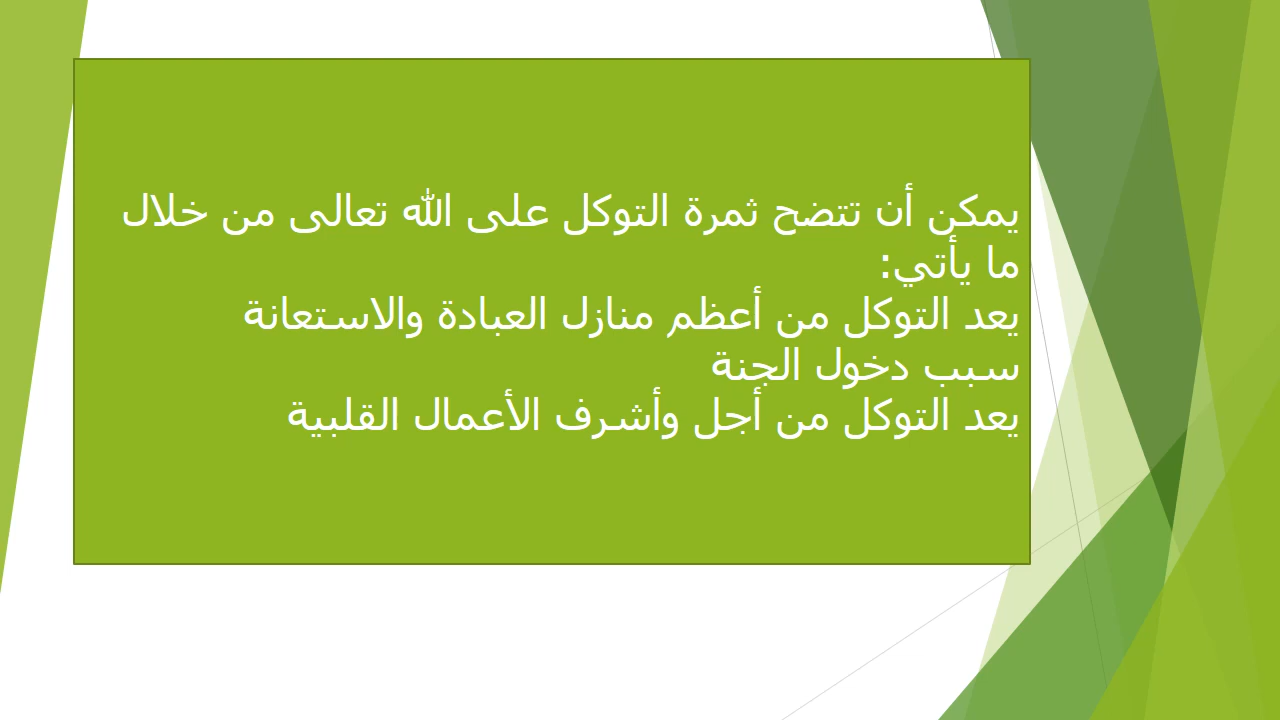 يمكن أن تتضح ثمرة التوكل على الله تعالى من خلال
ما يأتي:
يعد التوكل من أعظم منازل العبادة والاستعانة
سبب دخول الجنة
يعد التوكل من أجل وأشرف الأعمال القلبية